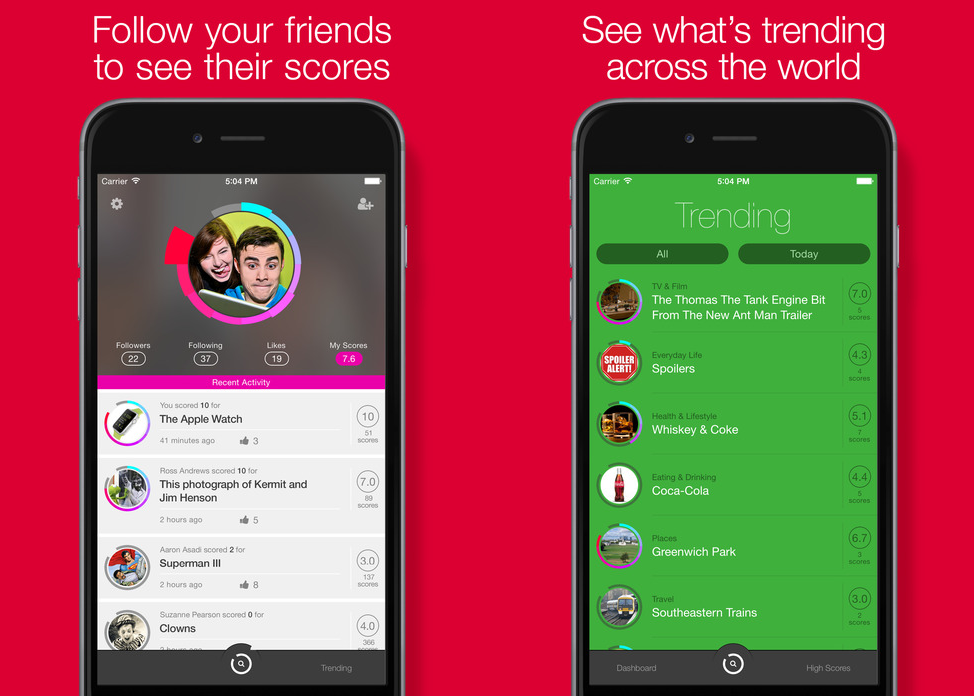 Follow your friends
to see their scores
Carrier
5:04 PM
Followers
Following
Likes
My Scores
22
37
19
7.6
Recent Activity
You scored 10 for
The Apple Watch
41 minutes ago
3
10
51
scores
Ross Andrews scored 10 for
This photograph of Kermit and
Jim Henson
2 hours ago
5
7.0
89
scores
Aaron Asadi scored 2 for
Superman III
2 hours ago
8
3.0
137
scores
Suzanne Pearson scored 0 for
Clowns
2 hours ago
4.0
366
scores
Trending
See what's trending
across the world
Carrier
5:04 PM
Trending
All
Today
TV & Film
The Thomas The Tank Engine Bit
From The New Ant Man Trailer
7.0
5
scores
SPOILER
ALERT!
Everyday Life
Spoilers
4.3
4
scores
Health & Lifestyle
Whiskey & Coke
5.1
7
scores
Eating & Drinking
Coca-Cola
4.4
5
scores
Places
Greenwich Park
6.7
3
scores
Travel
Southeastern Trains
3.0
2
scores
Dashboard
High Scores